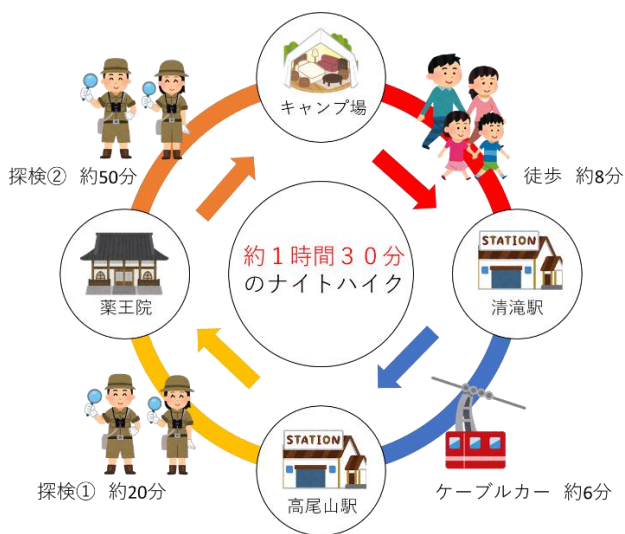 キャンプ場
徒歩 約8分
STATION
清滝駅
ケーブルカー 約6分
STATION
高尾山駅
探検① 約20分
薬王院
探検② 約50分
約１時間３０分
のナイトハイク